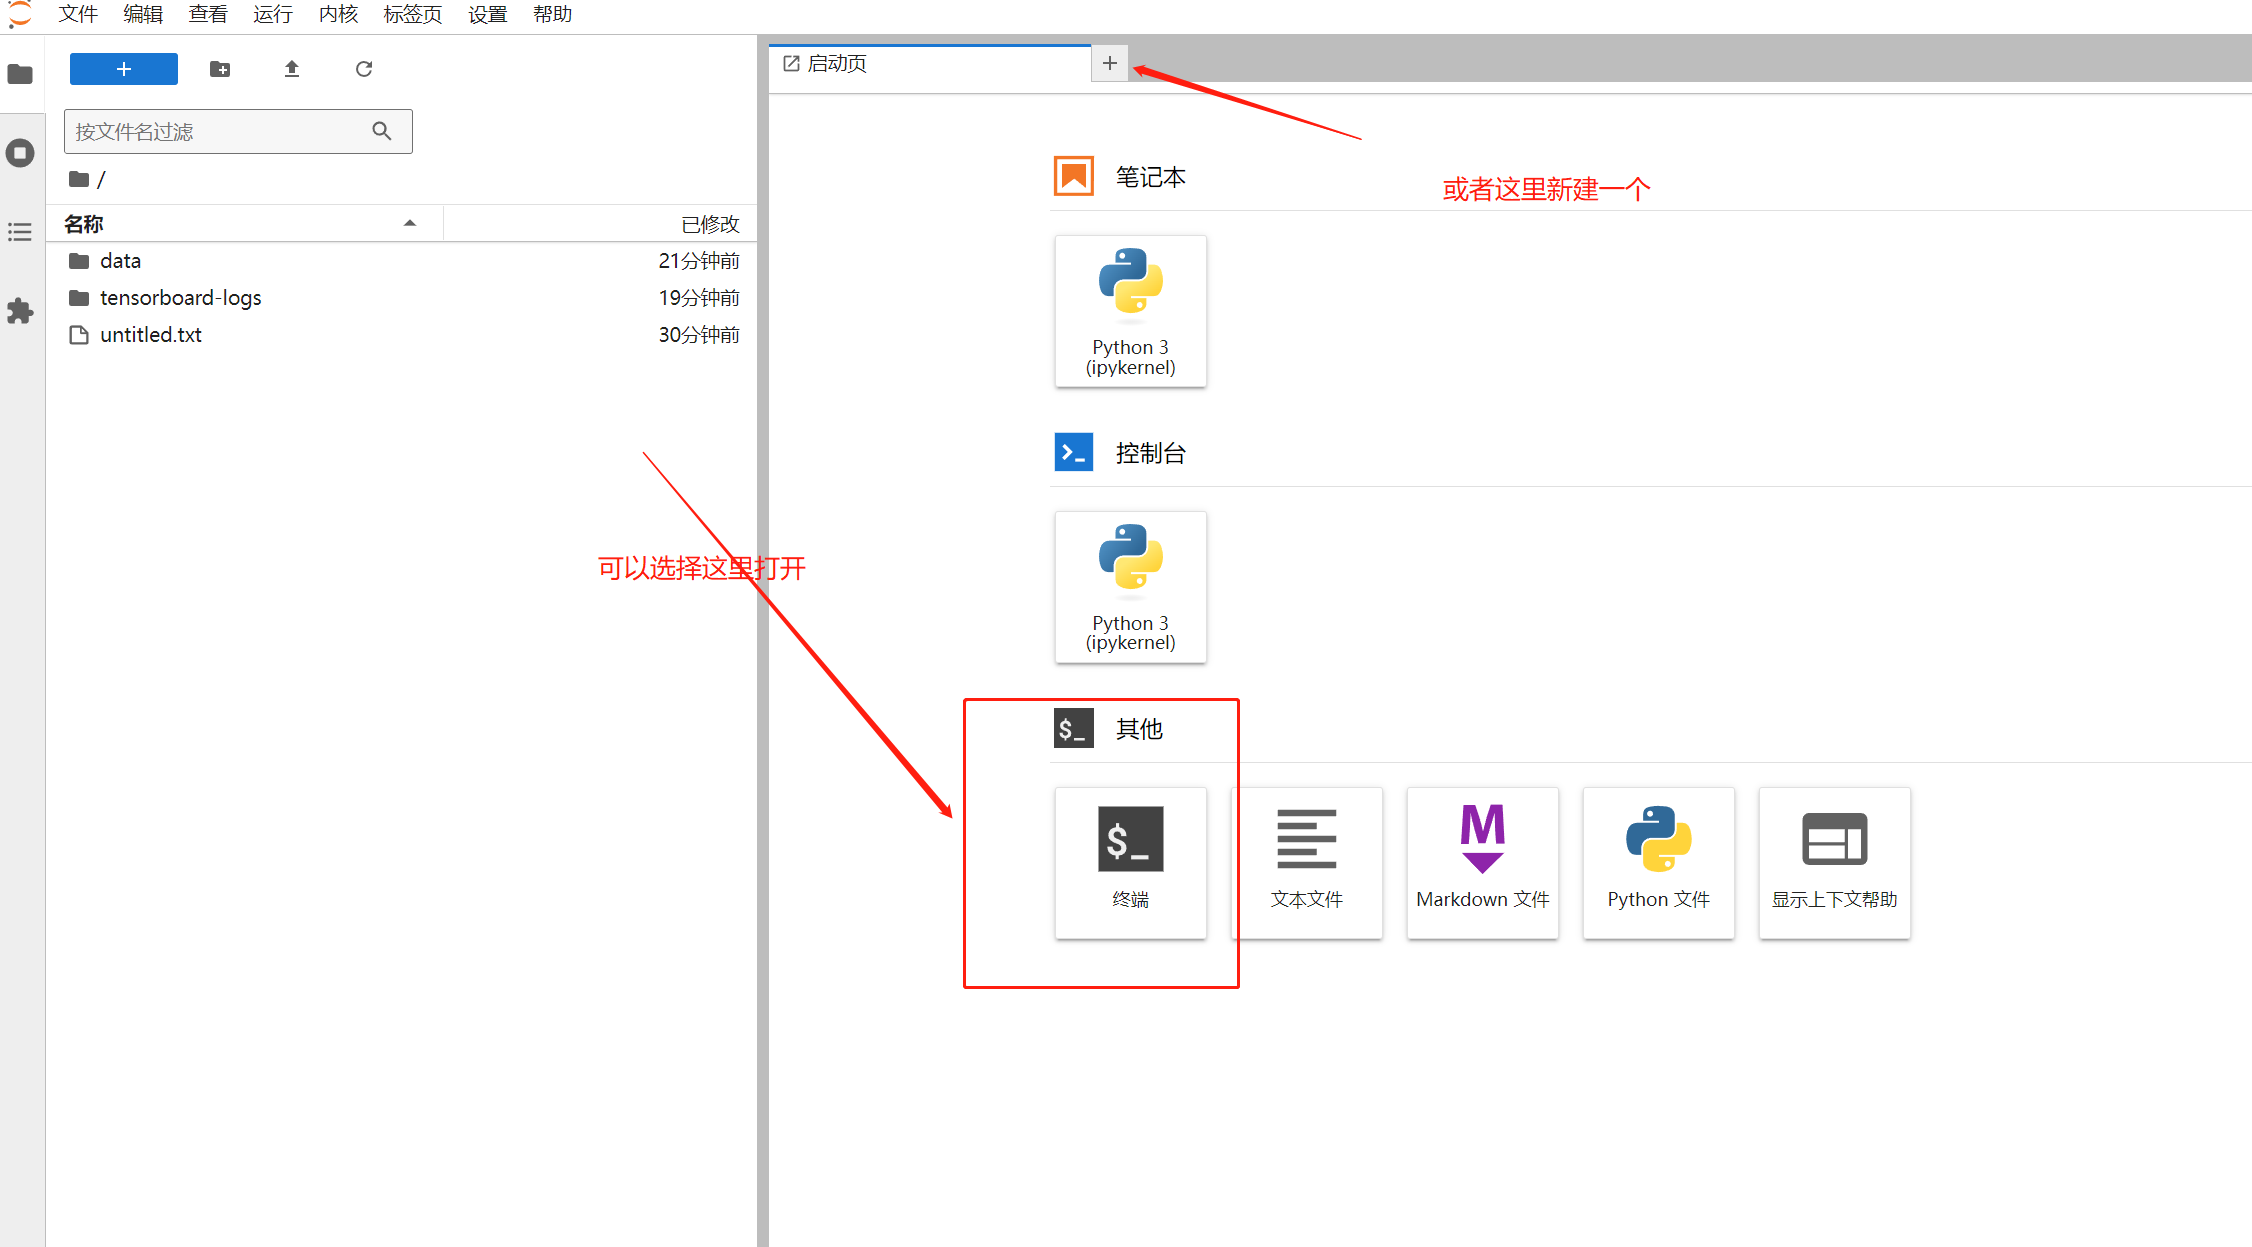 文件 编辑 查看 运行 内核 标签页 设置 帮助
启动页
按文件名过滤
/
名称 已修改
data 21分钟前
tensorboard-logs 19分钟前
untitled.txt 30分钟前
笔记本
或者这里新建一个
Python 3
(ipykernel)
控制台
可以选择这里打开
Python 3
(ipykernel)
$_ 其他
$_
终端
文本文件
M
Markdown 文件
Python 文件
显示上下文帮助